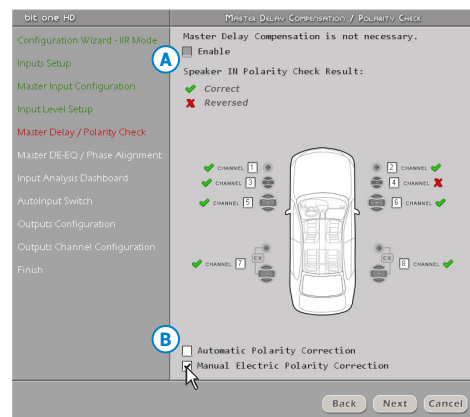 bit one HD
Master Delay Compensation / Polarity Check
Configuration Wizard - IIR Mode
Inputs Setup
Master Input Configuration
Input Level Setup
Master Delay / Polarity Check
Master DE-EQ / Phase Alignment
Input Analysis Dashboard
AutoInput Switch
Outputs Configuration
Outputs Channel Configuration
Finish
Master Delay Compensation is not necessary.
A
Enable
Speaker IN Polarity Check Result:
Correct
Reversed
CHANNEL 1
2 CHANNEL
CHANNEL 3
4 CHANNEL
CHANNEL 5
6 CHANNEL
CHANNEL 7 CX
CX 8 CHANNEL
B
Automatic Polarity Correction
Manual Electric Polarity Correction
Back Next Cancel